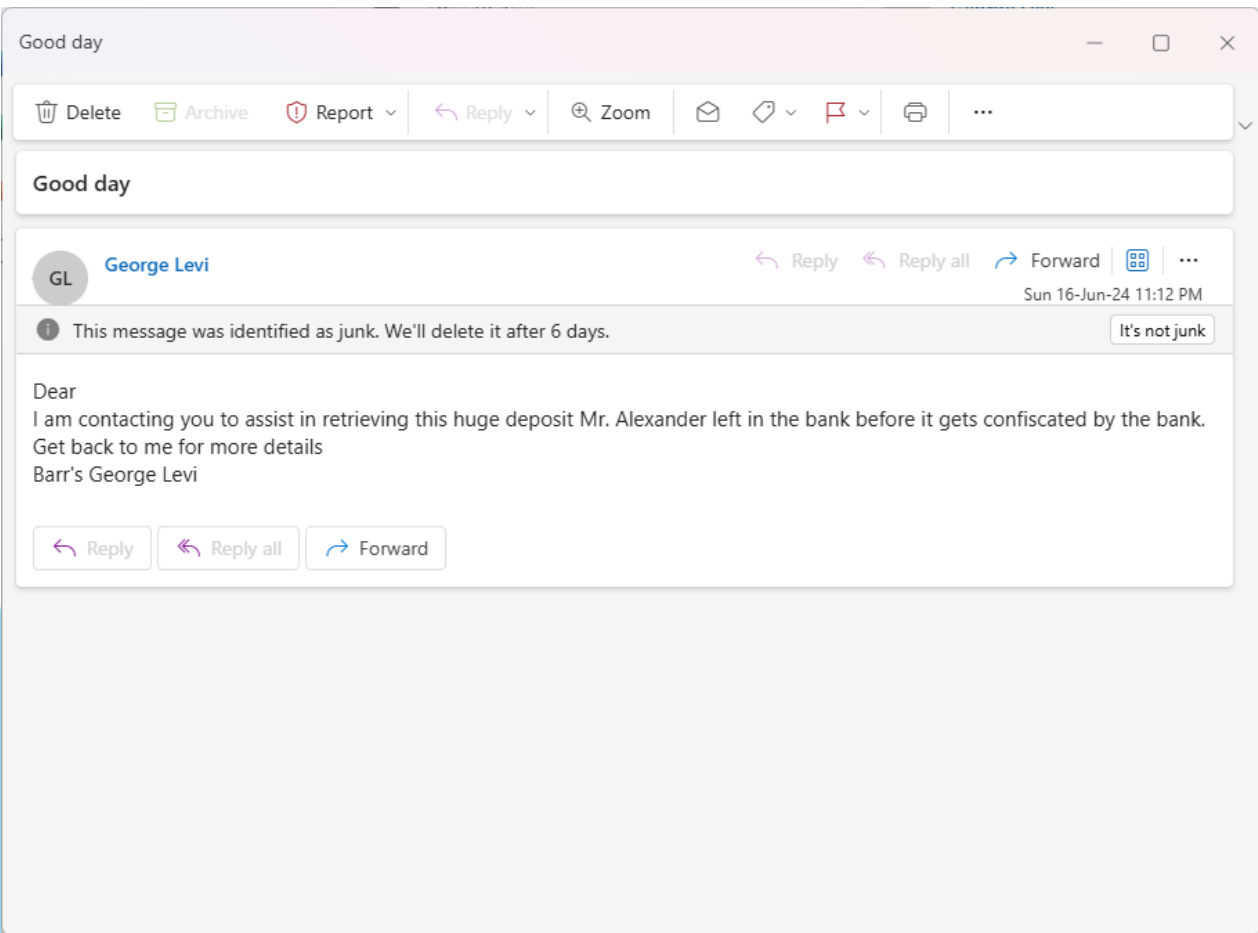 Good day
Delete Archive Report Reply Zoom
Good day
GL George Levi Reply Reply all Forward
Sun 16-Jun-24 11:12 PM
This message was identified as junk. We'll delete it after 6 days. It's not junk
Dear
I am contacting you to assist in retrieving this huge deposit Mr. Alexander left in the bank before it gets confiscated by the bank.
Get back to me for more details
Barr's George Levi
Reply Reply all Forward